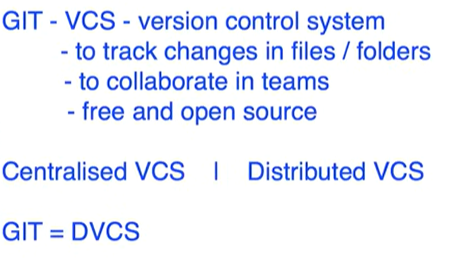 GIT - VCS - version control system
- to track changes in files / folders
- to collaborate in teams
- free and open source
Centralised VCS | Distributed VCS
GIT = DVCS